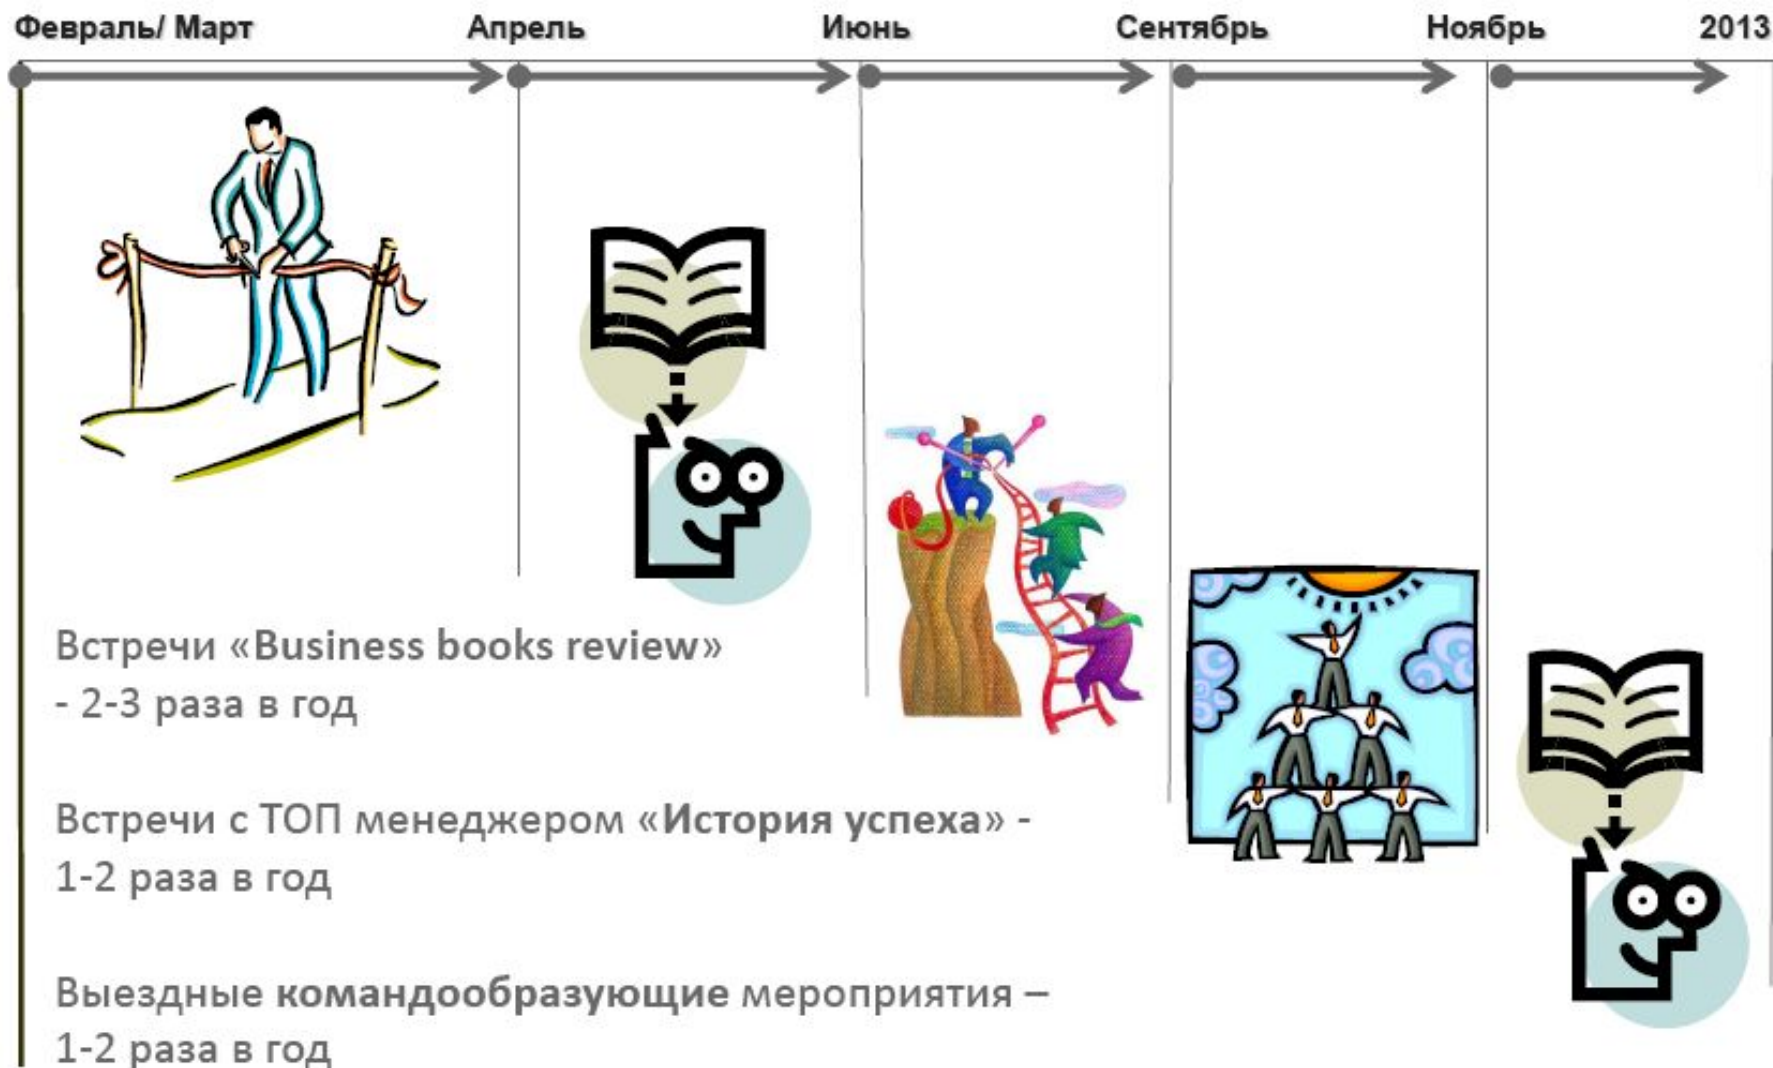 Февраль/ Март Апрель Июнь Сентябрь Ноябрь 2013
Встречи «Business books review»
- 2-3 раза в год
Встречи с ТОП менеджером «История успеха» -
1-2 раза в год
Выездные командообразующие мероприятия –
1-2 раза в год